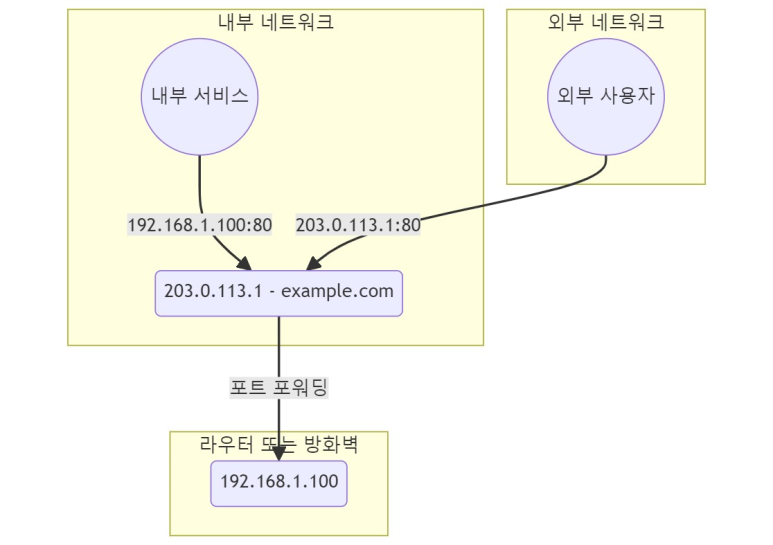 내부 네트워크
외부 네트워크
내부 서비스
외부 사용자
192.168.1.100:80
203.0.113.1:80
203.0.113.1 - example.com
포트 포워딩
라우터 또는 방화벽
192.168.1.100